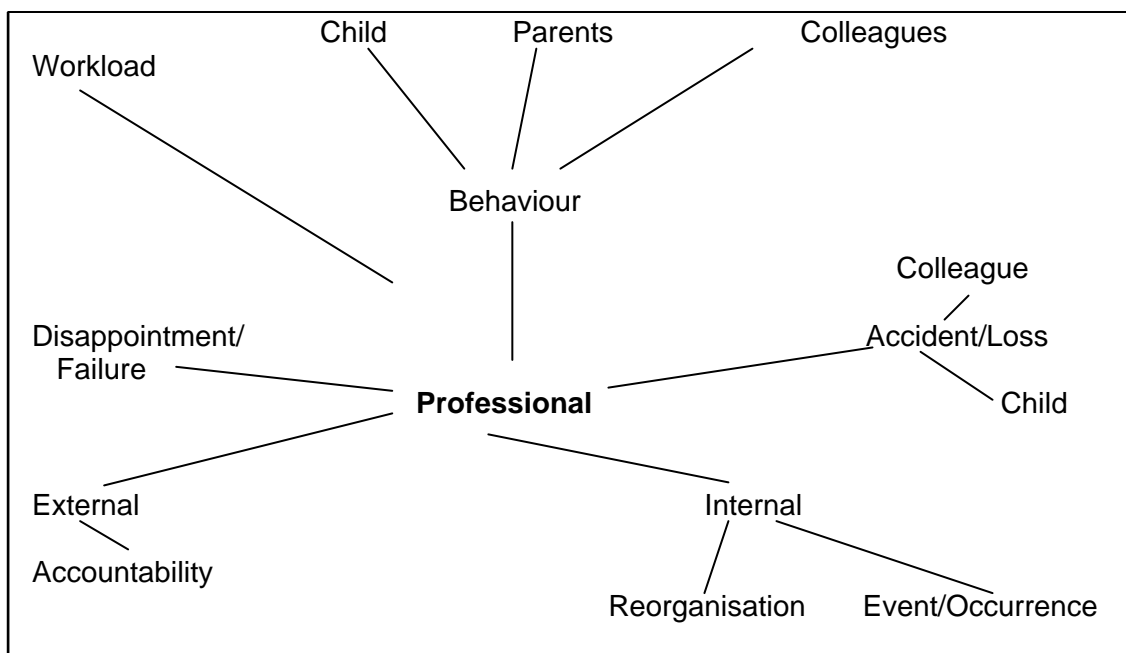 Child
Parents
Colleagues
Workload
Behaviour
Colleague
Disappointment/
Failure
Accident/Loss
Professional
Child
External
Internal
Accountability
Reorganisation
Event/Occurrence